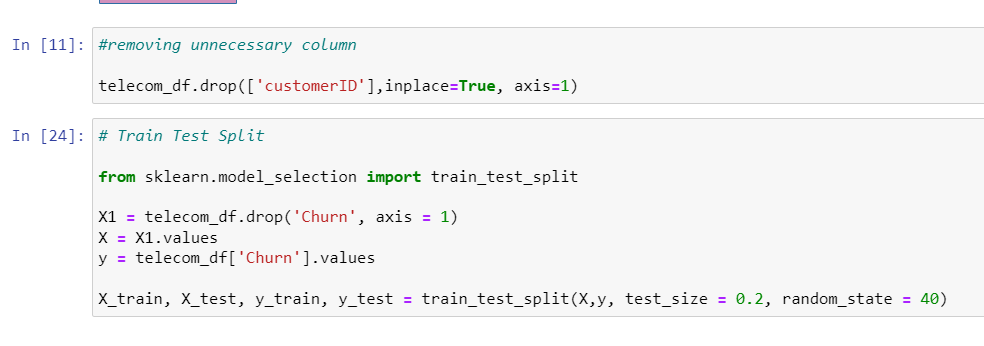 In [11]: #removing unnecessary column
telecom_df.drop(['customerID'],inplace=True, axis=1)
In [24]: # Train Test Split
from sklearn.model_selection import train_test_split
X1 = telecom_df.drop('Churn', axis = 1)
X = X1.values
y = telecom_df['Churn'].values
X_train, X_test, y_train, y_test = train_test_split(X,y, test_size = 0.2, random_state = 40)